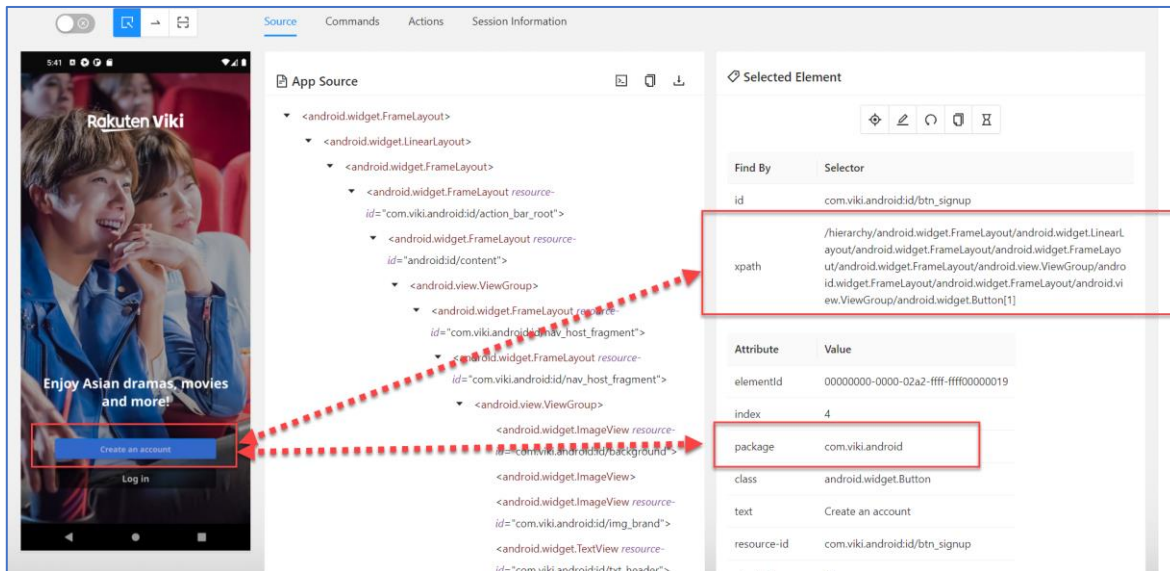 Source Commands Actions Session Information
5:41
Rakuten Viki
Enjoy Asian dramas, movies
and more!
Create an account
Log in
App Source
<android.widget.FrameLayout>
<android.widget.LinearLayout>
<android.widget.FrameLayout>
<android.widget.FrameLayout resource-
id="com.viki.android:id/action_bar_root">
<android.widget.FrameLayout resource-
id="android:id/content">
<android.view.ViewGroup>
<android.widget.FrameLayout resource-
id="com.viki.android:id/nav_host_fragment">
<android.widget.FrameLayout resource-
id="com.viki.android:id/nav_host_fragment">
<android.view.ViewGroup>
<android.widget.ImageView resource-
id="com.viki.android:id/background">
<android.widget.ImageView>
<android.widget.ImageView resource-
id="com.viki.android:id/img_brand">
<android.widget.TextView resource-
id="com.viki.android:id/txt_header">
Selected Element
Find By Selector
id com.viki.android:id/btn_signup
xpath
/hierarchy/android.widget.FrameLayout/android.widget.LinearL
ayout/android.widget.FrameLayout/android.widget.FrameLayo
ut/android.widget.FrameLayout/android.view.ViewGroup/andro
id.widget.FrameLayout/android.widget.FrameLayout/android.vi
ew.ViewGroup/android.widget.Button[1]
Attribute Value
elementId 00000000-0000-02a2-ffff-ffff00000019
index 4
package com.viki.android
class android.widget.Button
text Create an account
resource-id com.viki.android:id/btn_signup